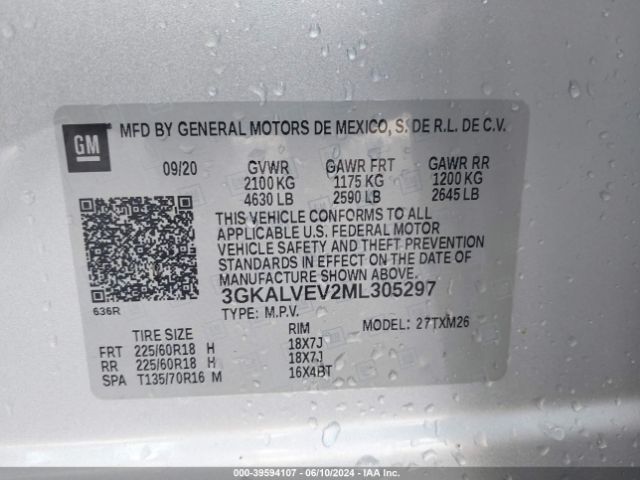 GM
MFD BY GENERAL MOTORS DE MEXICO, S. DE R.L. DE C.V.
09/20 GVWR GAWR FRT GAWR RR
2100 KG 1175 KG 1200 KG
4630 LB 2590 LB 2645 LB
THIS VEHICLE CONFORMS TO ALL
APPLICABLE U.S. FEDERAL MOTOR
VEHICLE SAFETY AND THEFT PREVENTION
STANDARDS IN EFFECT ON THE DATE OF
MANUFACTURE SHOWN ABOVE.
3GKALVEV2ML305297
636R
TYPE: M.P.V. MODEL: 27TXM26
TIRE SIZE RIM
FRT 225/60R18 H 18X7J
RR 225/60R18 H 18X7J
SPA T135/70R16 M 16X4BT
000-39594107 - 06/10/2024 - IAAI.COM